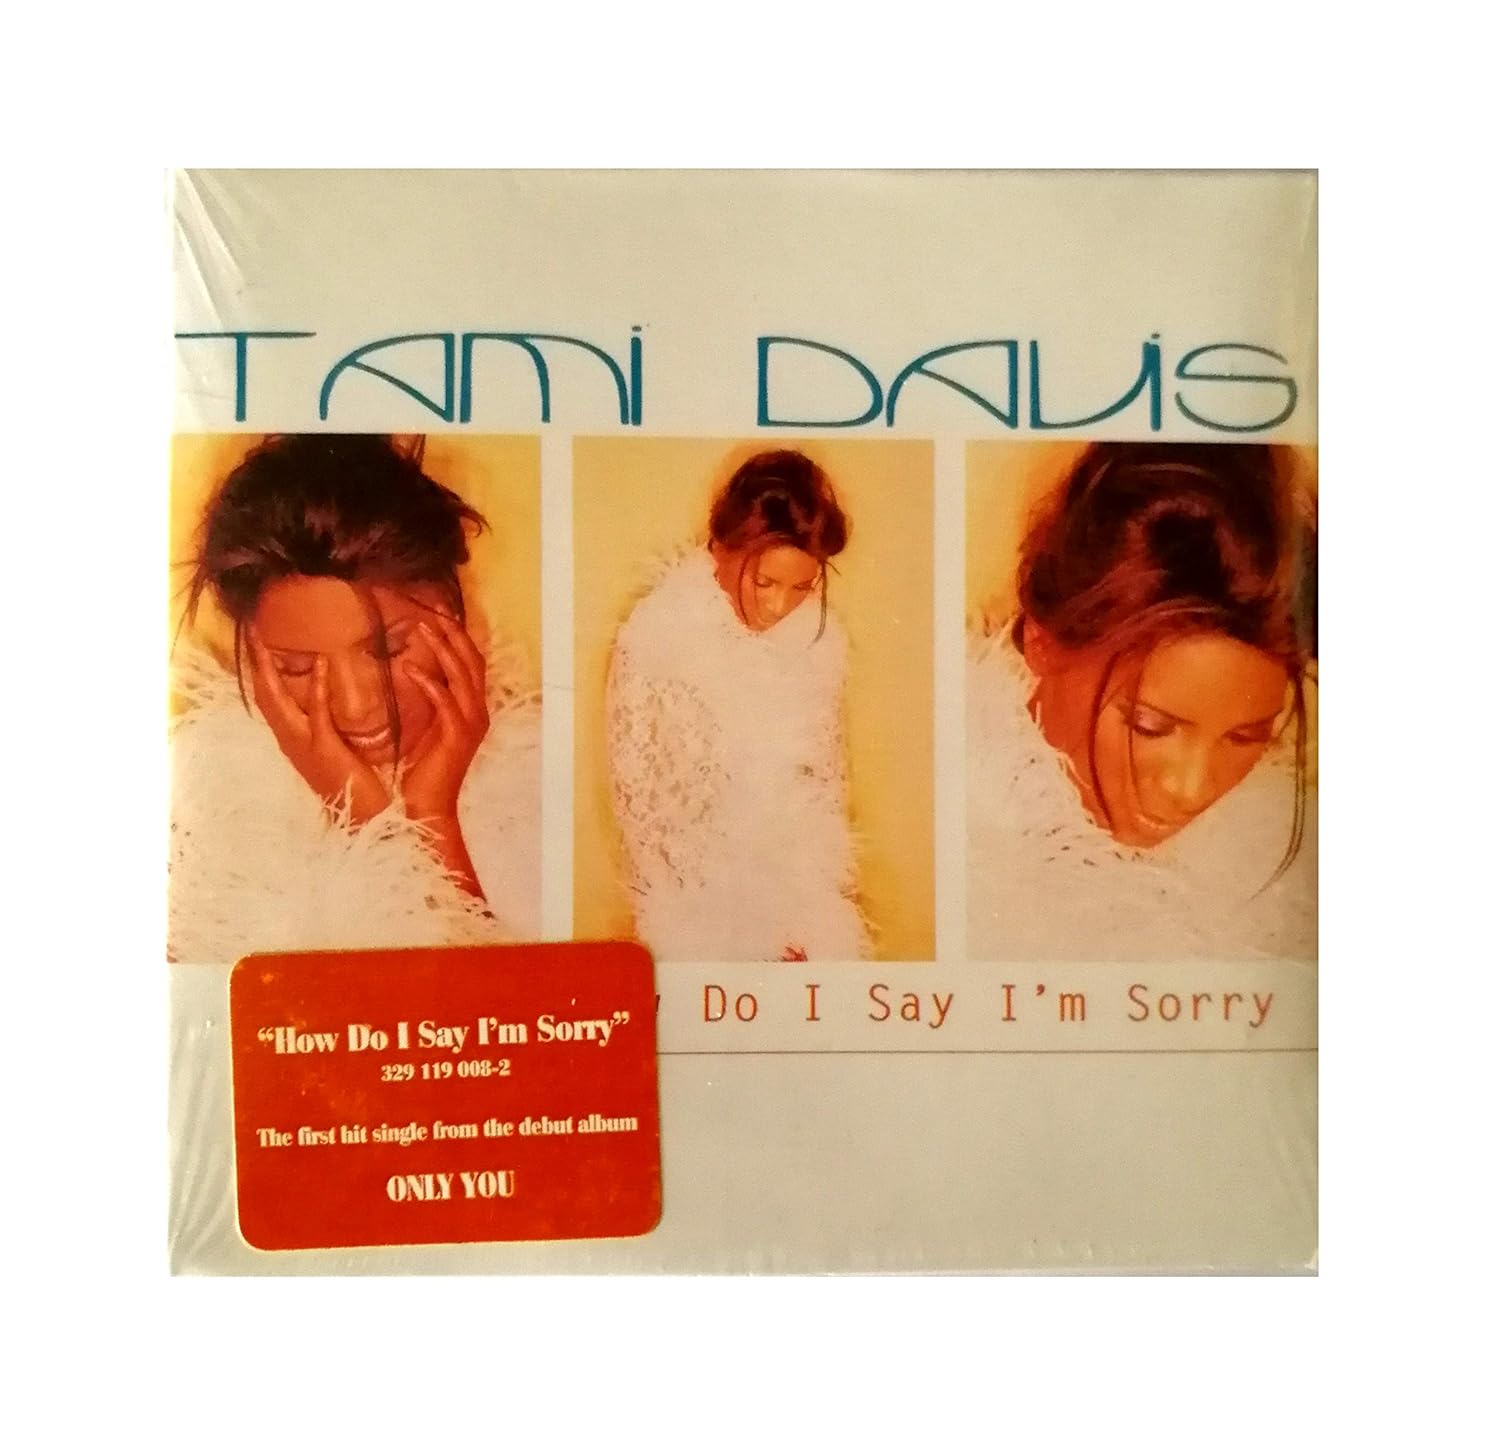 TAMI DAVIS
Do I Say I'm Sorry
"How Do I Say I'm Sorry"
329 119 008-2
The first hit single from the debut album
ONLY YOU